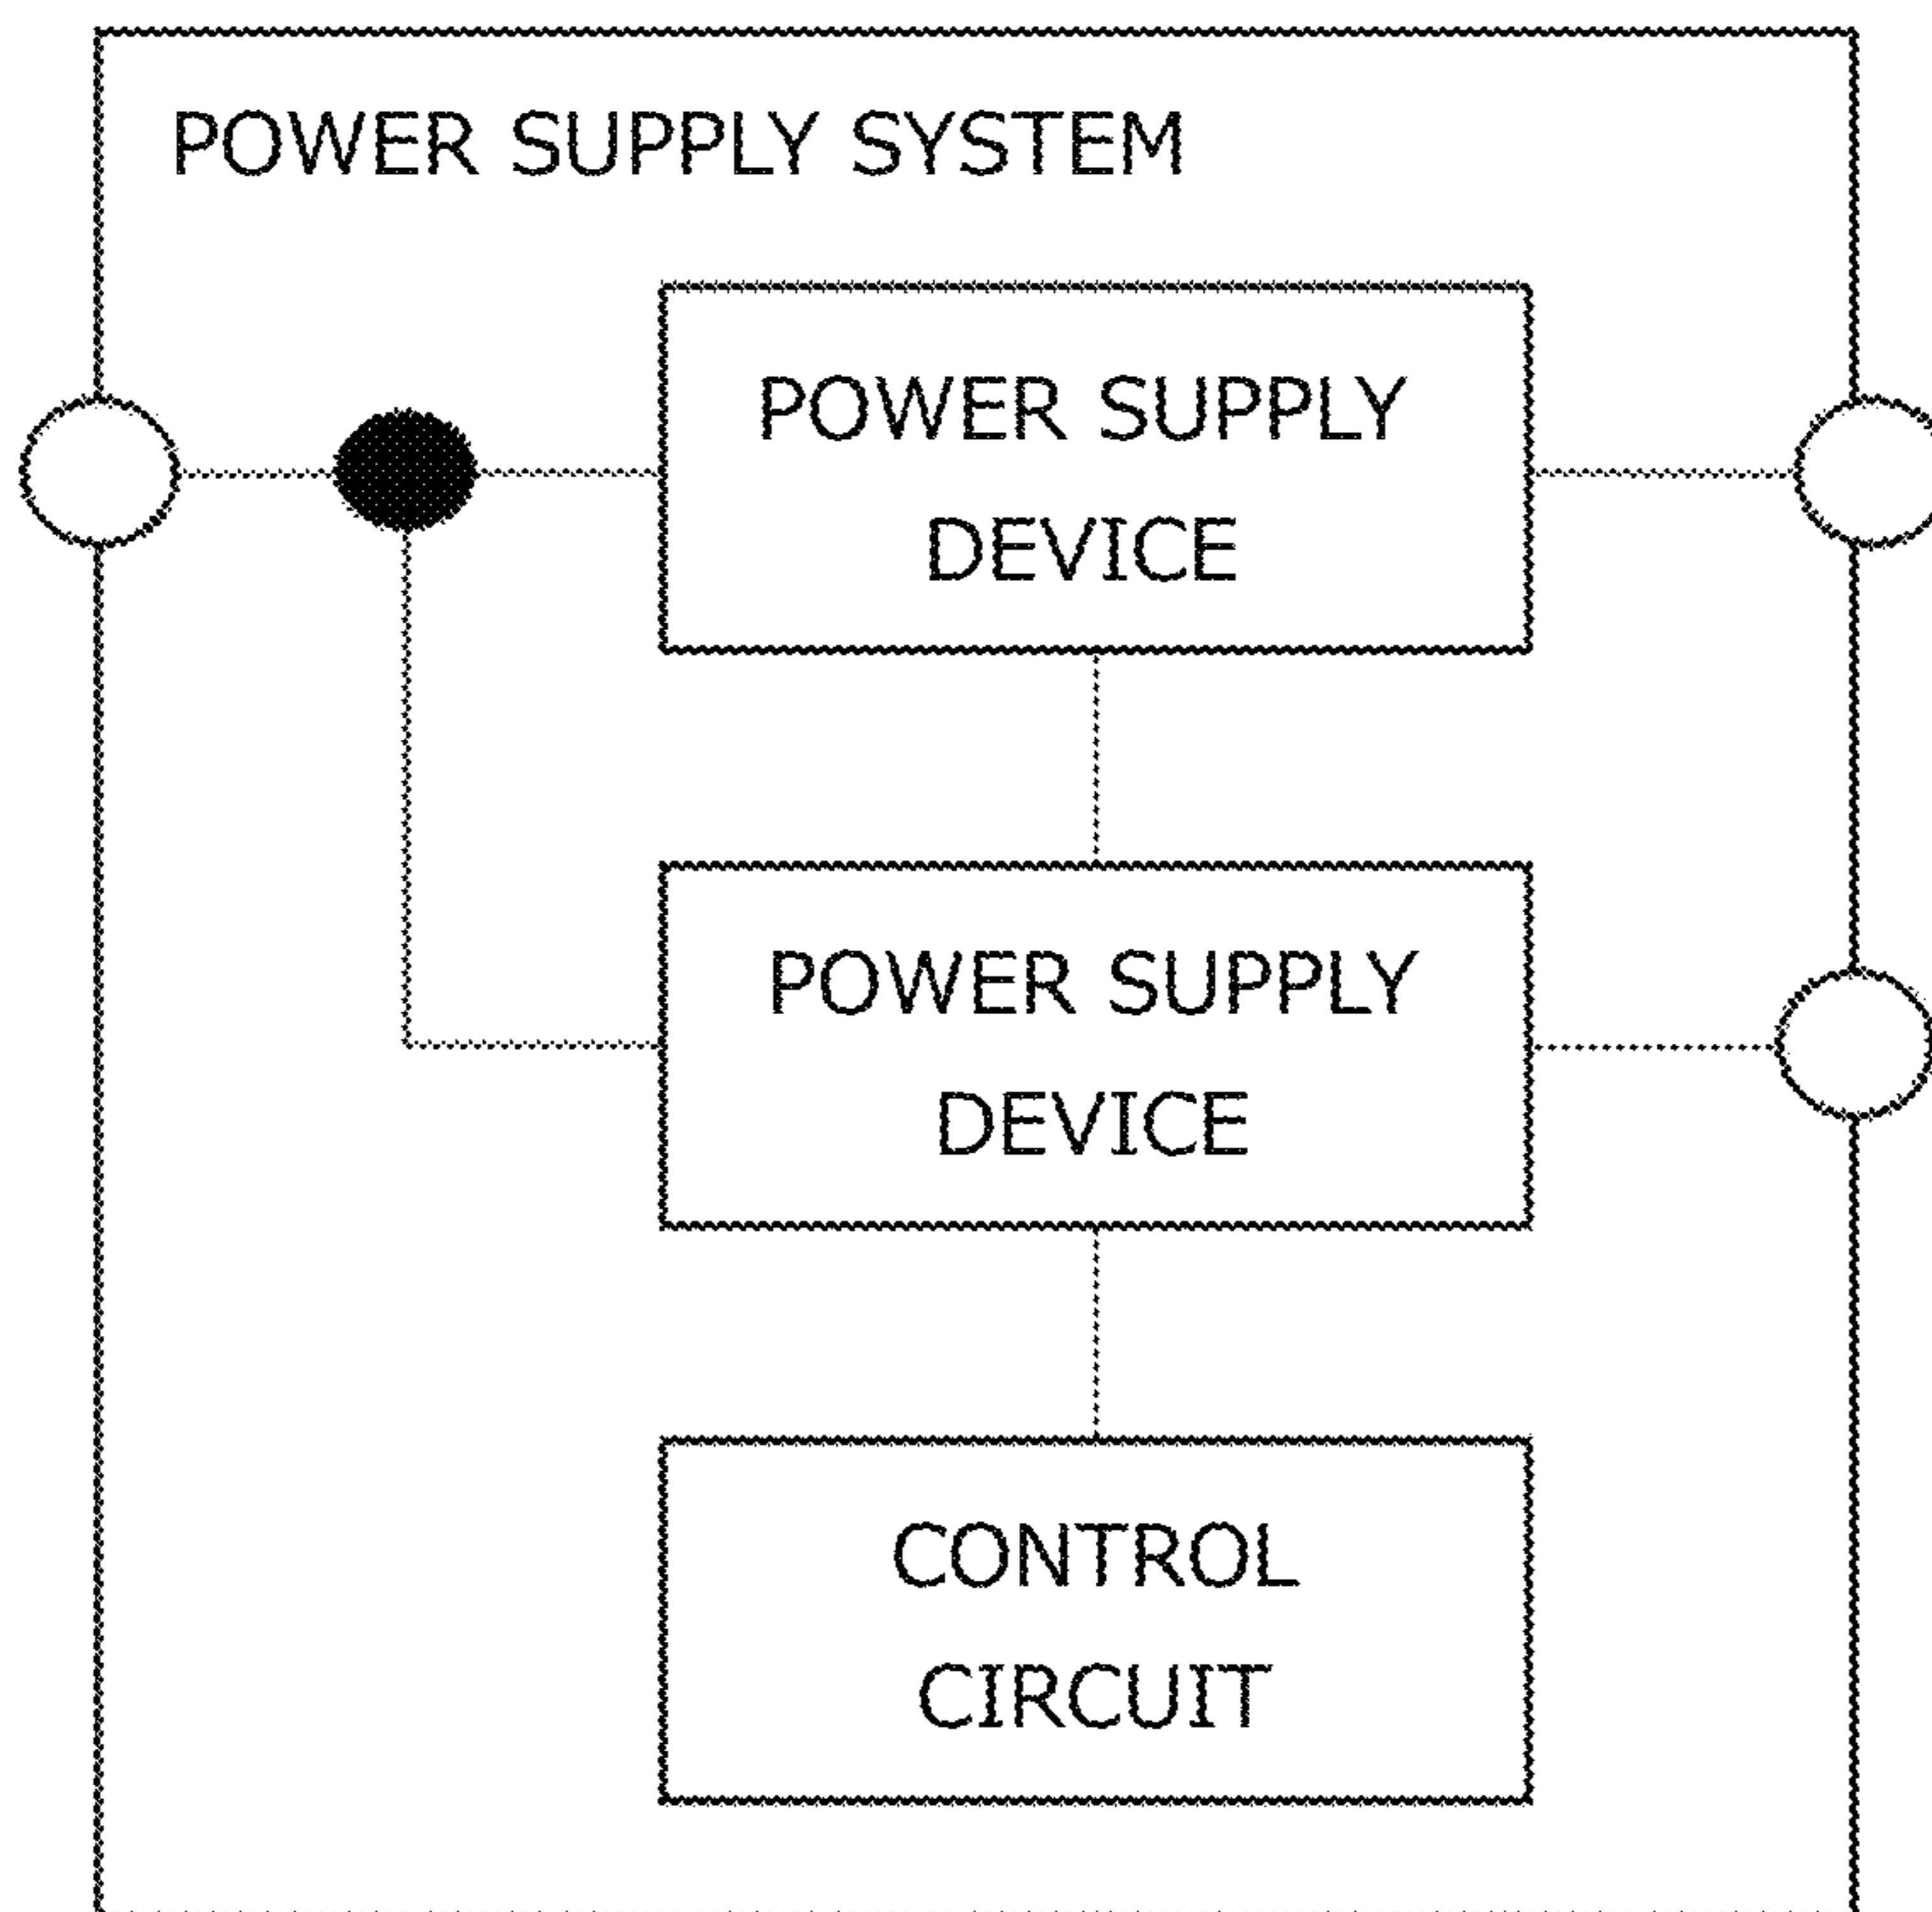 POWER SUPPLY SYSTEM
POWER SUPPLY
DEVICE
POWER SUPPLY
DEVICE
CONTROL
CIRCUIT